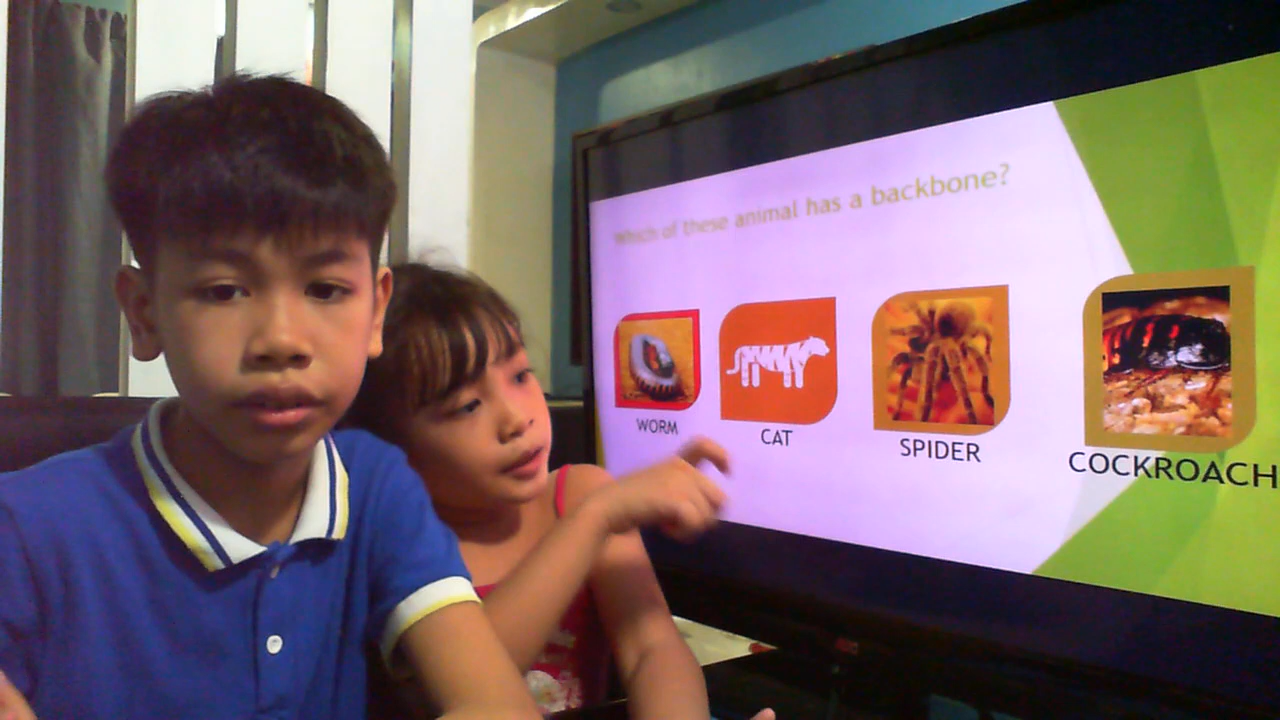 Which of these animal has a backbone?
WORM
CAT
SPIDER
COCKROACH